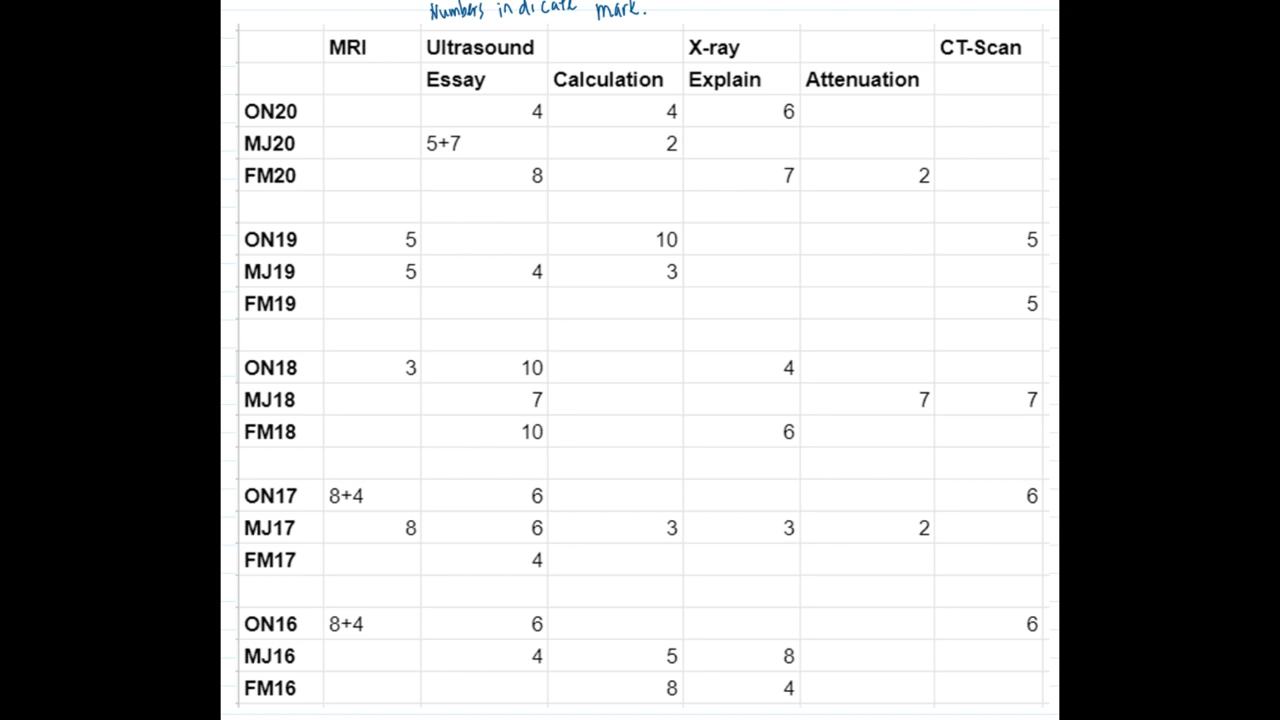 Numbers indicate mark.
MRI Ultrasound X-ray CT-Scan
Essay Calculation Explain Attenuation
ON20 4 4 6
MJ20 5+7 2
FM20 8 7 2
ON19 5 10 5
MJ19 5 4 3
FM19 5
ON18 3 10 4
MJ18 7 7 7
FM18 10 6
ON17 8+4 6 6
MJ17 8 6 3 3 2
FM17 4
ON16 8+4 6 6
MJ16 4 5 8
FM16 8 4